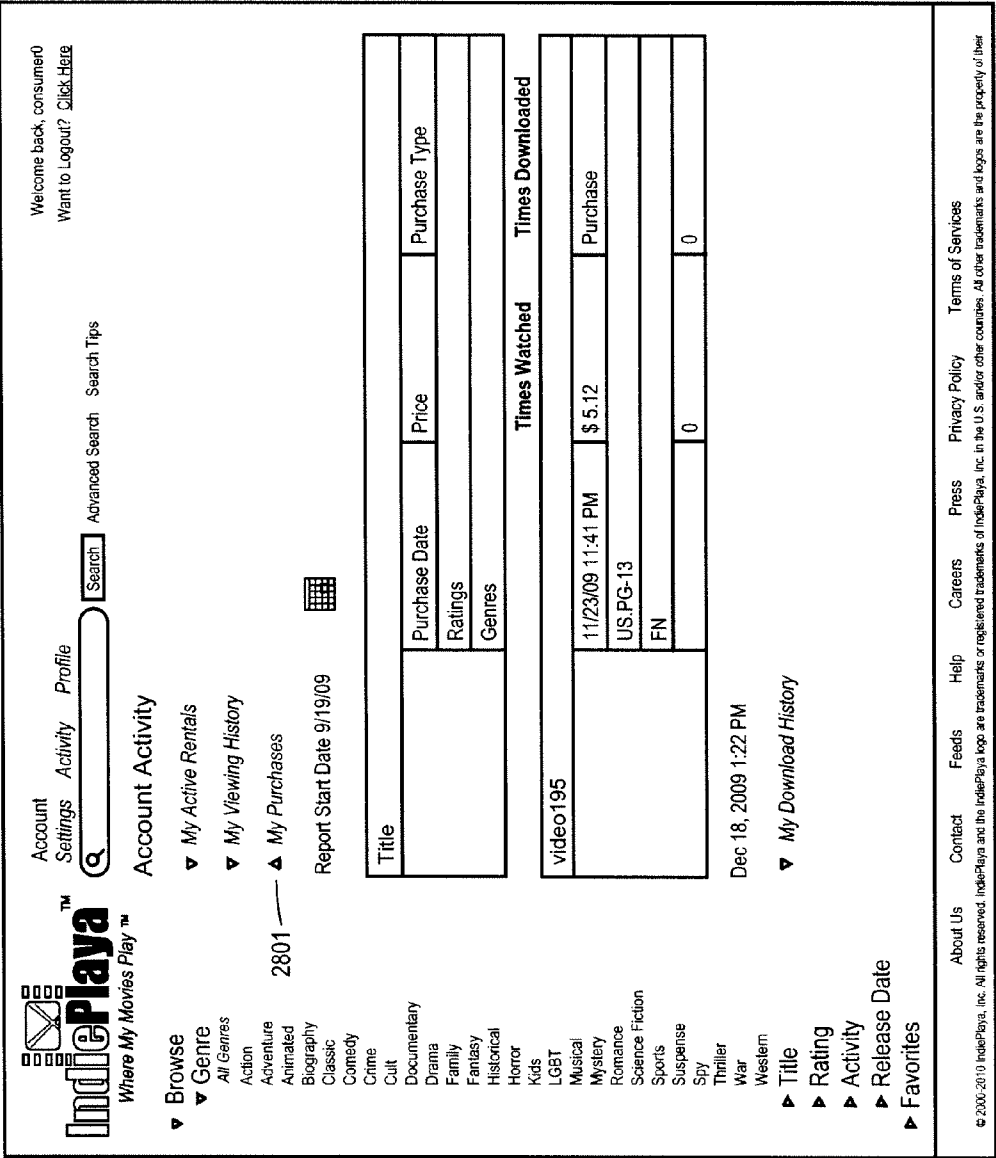 IndiePlaya ™
Where My Movies Play ™
Account
Settings Activity Profile
Search Advanced Search Search Tips
Welcome back, consumer0
Want to Logout? Click Here
Browse
Genre
All Genres
Action
Adventure
Animated
Biography
Classic
Comedy
Crime
Cult
Documentary
Drama
Family
Fantasy
Historical
Horror
Kids
LGBT
Musical
Mystery
Romance
Science Fiction
Sports
Suspense
Spy
Thriller
War
Western
Title
Rating
Activity
Release Date
Favorites
Account Activity
My Active Rentals
My Viewing History
2801 My Purchases
Report Start Date 9/19/09
Title
Purchase Date Price Purchase Type
Ratings
Genres
Times Watched Times Downloaded
video195
11/23/09 11:41 PM $ 5.12 Purchase
US.PG-13
FN
0 0
Dec 18, 2009 1:22 PM
My Download History
About Us Contact Feeds Help Careers Press Privacy Policy Terms of Services
© 2000-2010 IndiePlaya, Inc. All rights reserved. IndiePlaya and the IndiePlaya logo are trademarks or registered trademarks of IndiePlaya, Inc. in the U.S. and/or other countries. All other trademarks and logos are the property of their